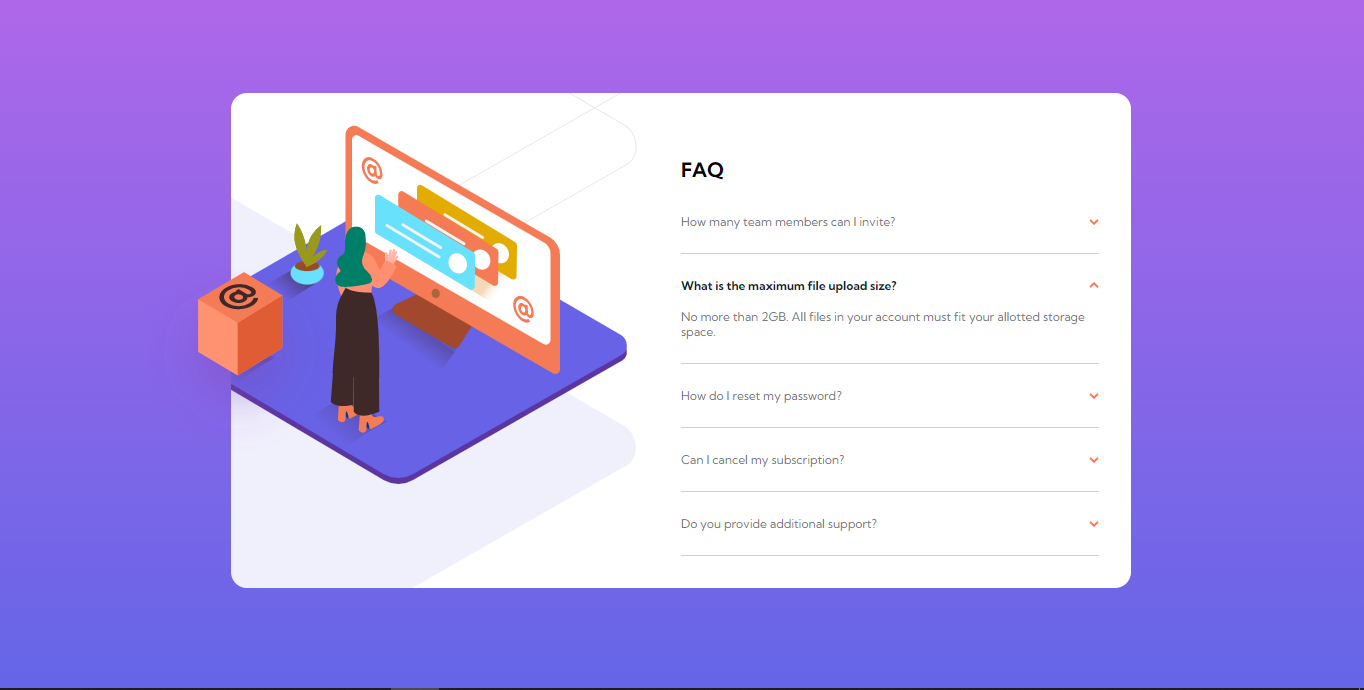 @
@
@
FAQ
How many team members can I invite?
What is the maximum file upload size?
No more than 2GB. All files in your account must fit your allotted storage
space.
How do I reset my password?
Can I cancel my subscription?
Do you provide additional support?